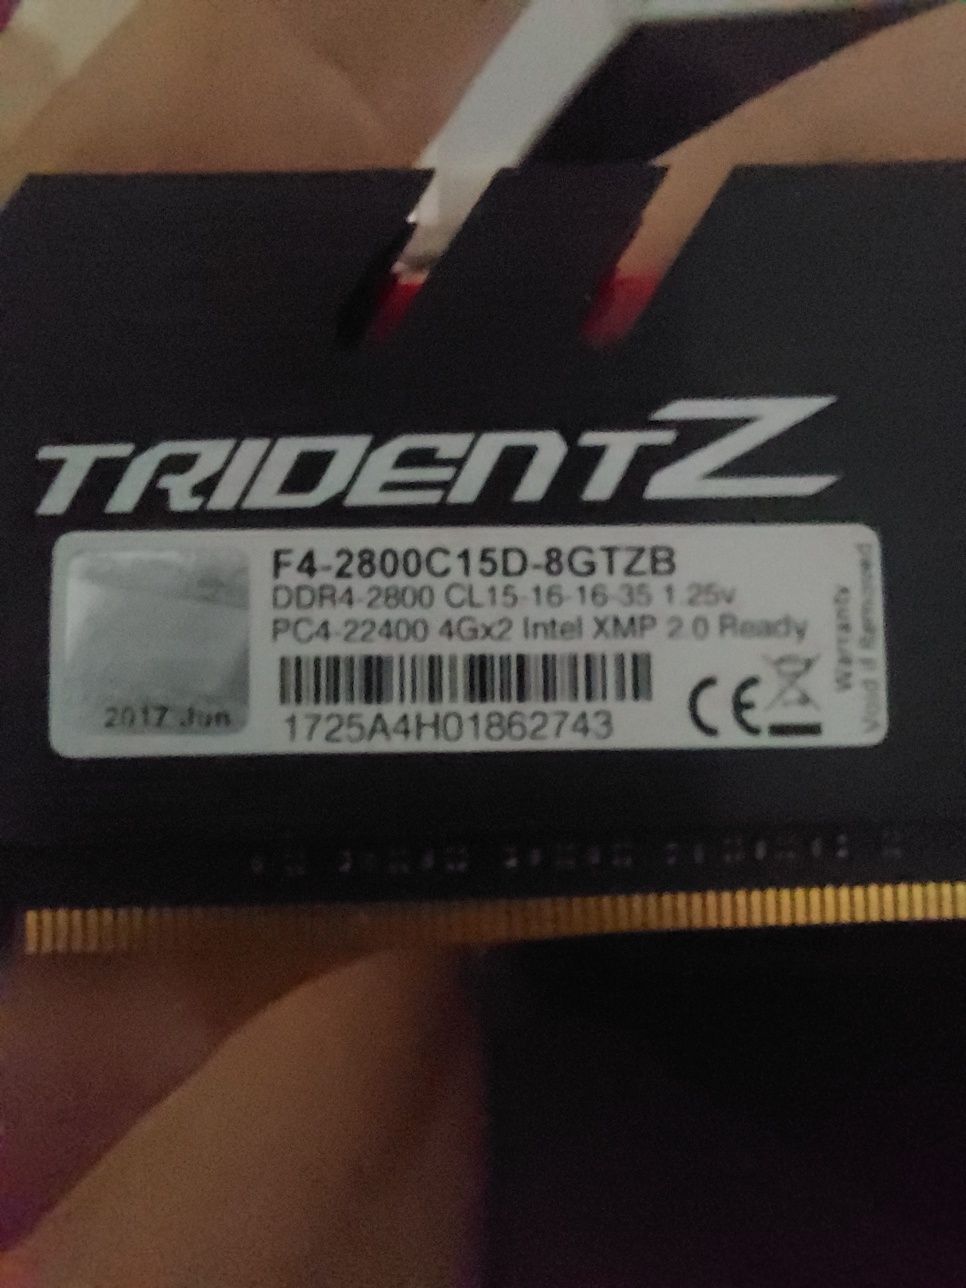 TRIDENTZ
F4-2800C15D-8GTZB
DDR4-2800 CL15-16-16-35 1.25v
PC4-22400 4Gx2 Intel XMP 2.0 Ready
2017 Jun
1725A4H01862743
CE
Warranty
Void if Removed